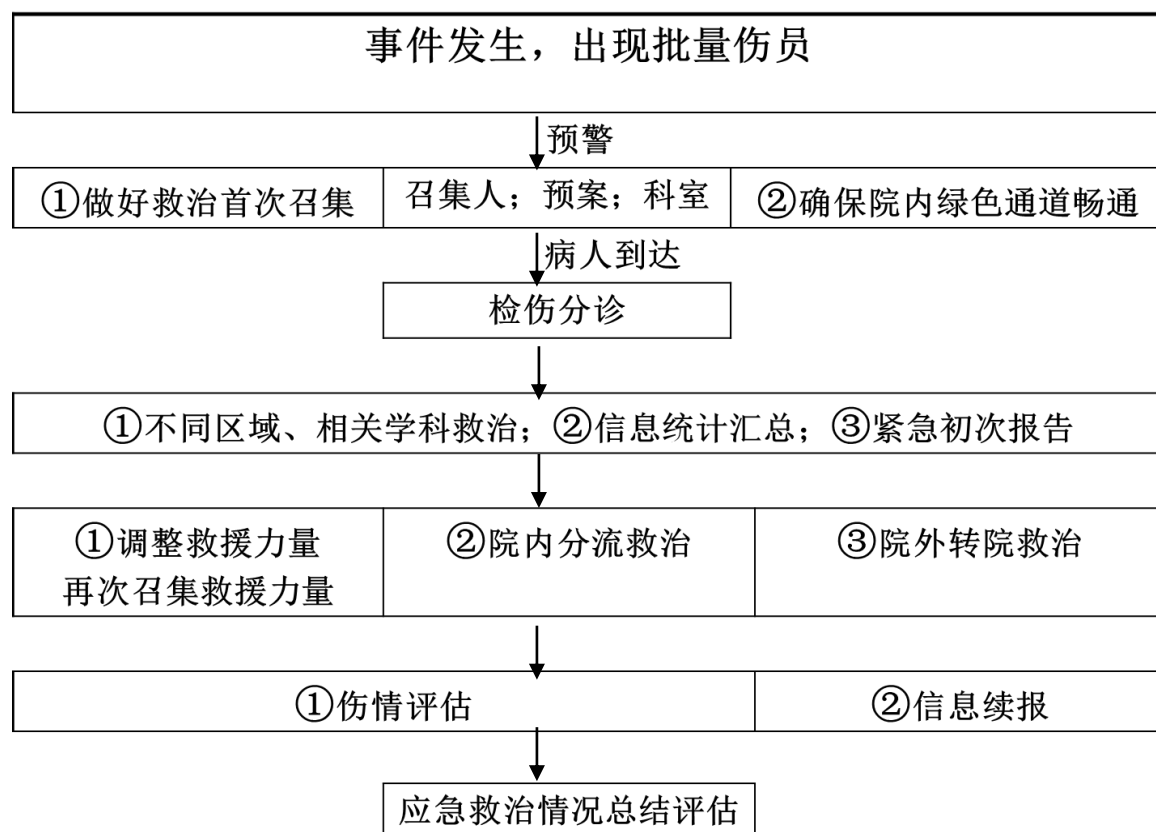 事件发生，出现批量伤员
预警
①做好救治首次召集
召集人；预案；科室
②确保院内绿色通道畅通
病人到达
检伤分诊
①不同区域、相关学科救治；②信息统计汇总；③紧急初次报告
①调整救援力量
再次召集救援力量
②院内分流救治
③院外转院救治
①伤情评估
②信息续报
应急救治情况总结评估